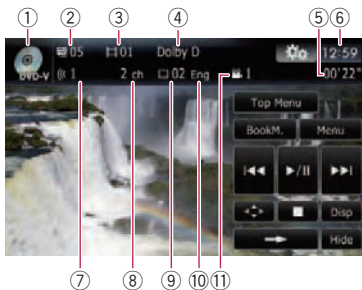 ① ② ③ ④ ⑤ ⑥
05 01 Dolby D 12:59
DVD-V 1 2 ch 02 Eng 1 00'22"
Top Menu
BookM. Menu
Disp
Hide
⑦ ⑧ ⑨ ⑩ ⑪